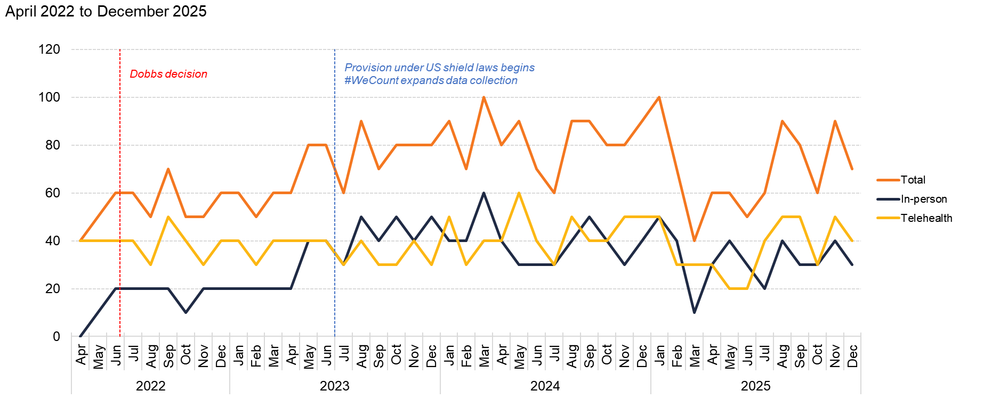 April 2022 to December 2025
120
Dobbs decision
Provision under US shield laws begins
#WeCount expands data collection
100
80
60
40
20
0
Total
In-person
Telehealth
Apr May Jun Jul Aug Sep Oct Nov Dec Jan Feb Mar Apr May Jun Jul Aug Sep Oct Nov Dec Jan Feb Mar Apr May Jun Jul Aug Sep Oct Nov Dec Jan Feb Mar Apr May Jun Jul Aug Sep Oct Nov Dec
2022 2023 2024 2025